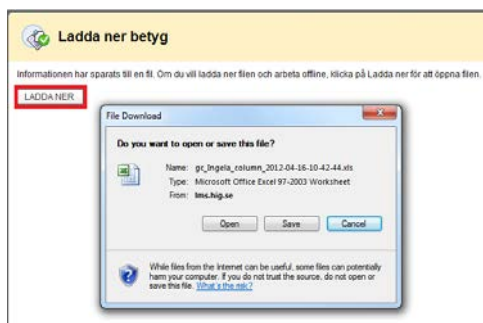 Ladda ner betyg
Informationen har sparats till en fil. Om du vill ladda ner filen och arbeta offline, klicka på Ladda ner för att öppna filen.
LADDA NER
File Download
Do you want to open or save this file?
Name: gc_Ingela_column_2012-04-16-10-42-44.xls
Type: Microsoft Office Excel 97-2003 Worksheet
From: lms.hig.se
Open Save Cancel
While files from the Internet can be useful, some files can potentially
harm your computer. If you do not trust the source, do not open or
save this file. What's the risk?